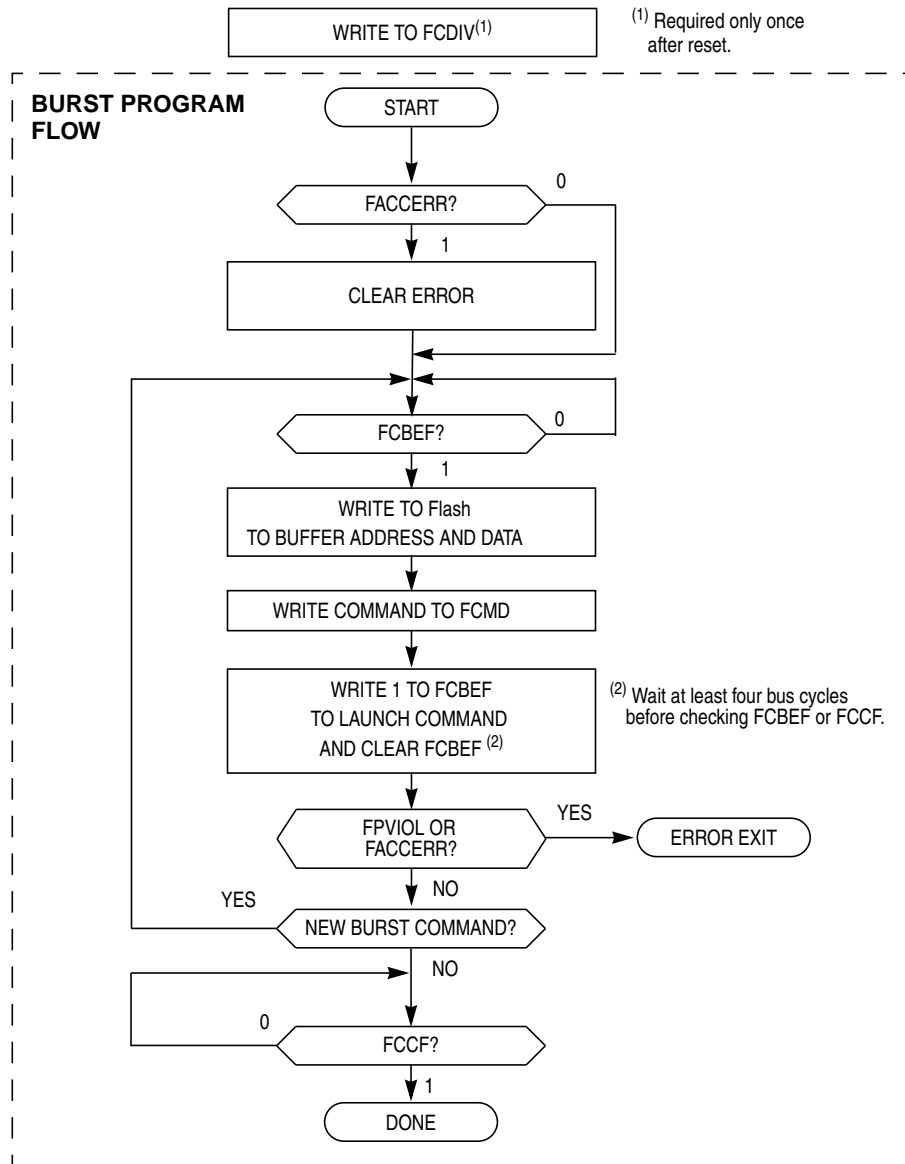 WRITE TO FCDIV(1)
(1) Required only once
after reset.
BURST PROGRAM
FLOW
START
FACCERR?
0
1
CLEAR ERROR
FCBEF?
0
1
WRITE TO Flash
TO BUFFER ADDRESS AND DATA
WRITE COMMAND TO FCMD
WRITE 1 TO FCBEF
TO LAUNCH COMMAND
AND CLEAR FCBEF (2)
(2) Wait at least four bus cycles
before checking FCBEF or FCCF.
FPVIOL OR
FACCERR?
YES
ERROR EXIT
NO
YES
NEW BURST COMMAND?
NO
0
FCCF?
1
DONE